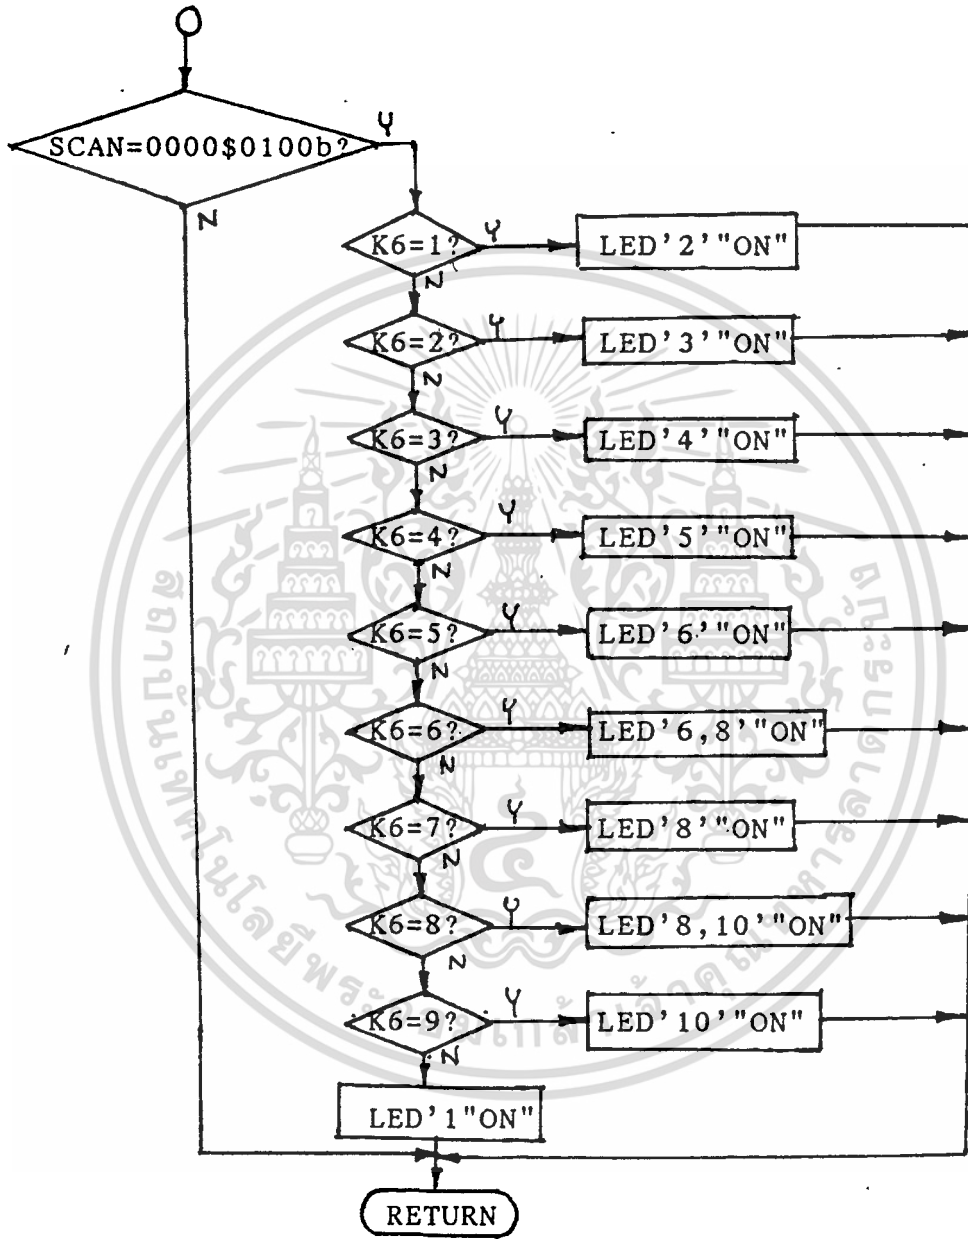 SCAN=0000$0100b?
Y
N
K6=1?
Y
LED'2'"ON"
N
K6=2?
Y
LED'3'"ON"
N
K6=3?
Y
LED'4'"ON"
N
K6=4?
Y
LED'5'"ON"
N
K6=5?
Y
LED'6'"ON"
N
K6=6?
Y
LED'6,8'"ON"
N
K6=7?
Y
LED'8'"ON"
N
K6=8?
Y
LED'8,10'"ON"
N
K6=9?
Y
LED'10'"ON"
N
LED'1"ON"
RETURN